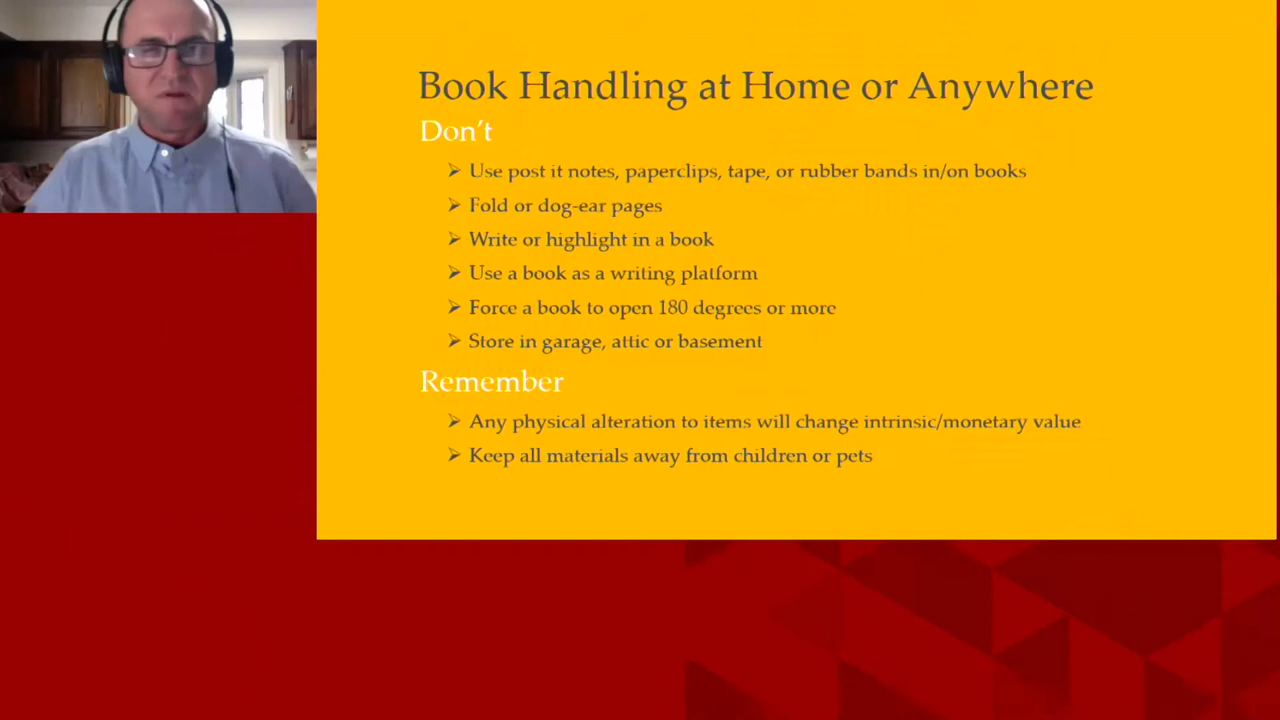 Book Handling at Home or Anywhere
Don't
Use post it notes, paperclips, tape, or rubber bands in/on books
Fold or dog-ear pages
Write or highlight in a book
Use a book as a writing platform
Force a book to open 180 degrees or more
Store in garage, attic or basement
Remember
Any physical alteration to items will change intrinsic/monetary value
Keep all materials away from children or pets